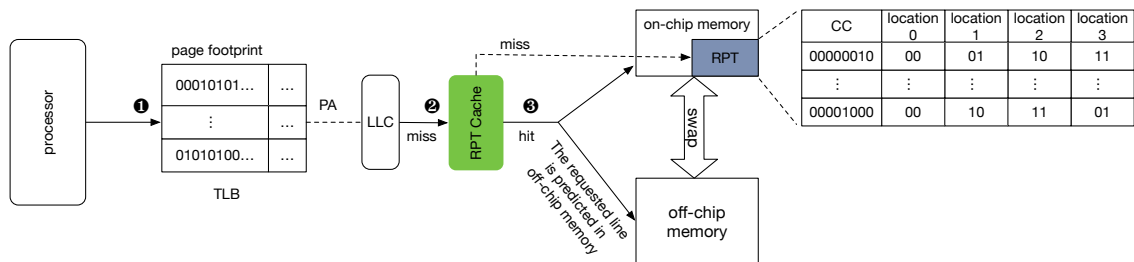 processor
❶
page footprint
00010101... ...
⋮ ...
01010100... ...
TLB
PA
LLC
❷
miss
RPT Cache
miss
❸
hit
The requested line
is predicted in
off-chip memory
on-chip memory
RPT
swap
off-chip
memory
CC location 0 location 1 location 2 location 3
00000010 00 01 10 11
⋮ ⋮ ⋮ ⋮ ⋮
00001000 00 10 11 01